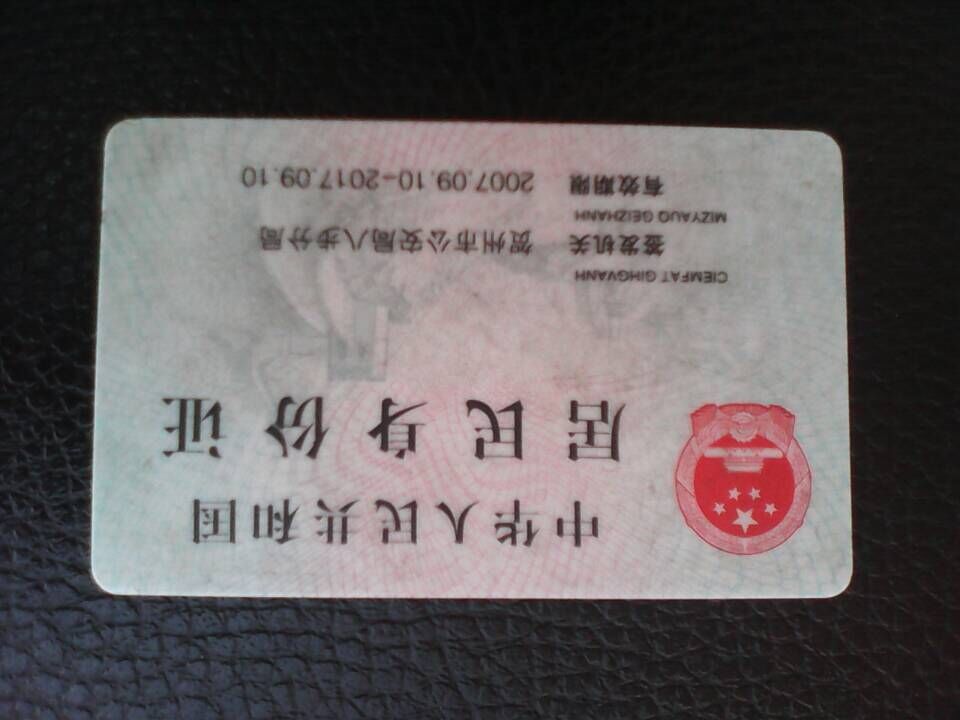 中华人民共和国
居民身份证
CIEMFAT GIHGVANH
签发机关 贺州市公安局八步分局
MIZYAUQ GEIZHANH
有效期限 2007.09.10-2017.09.10